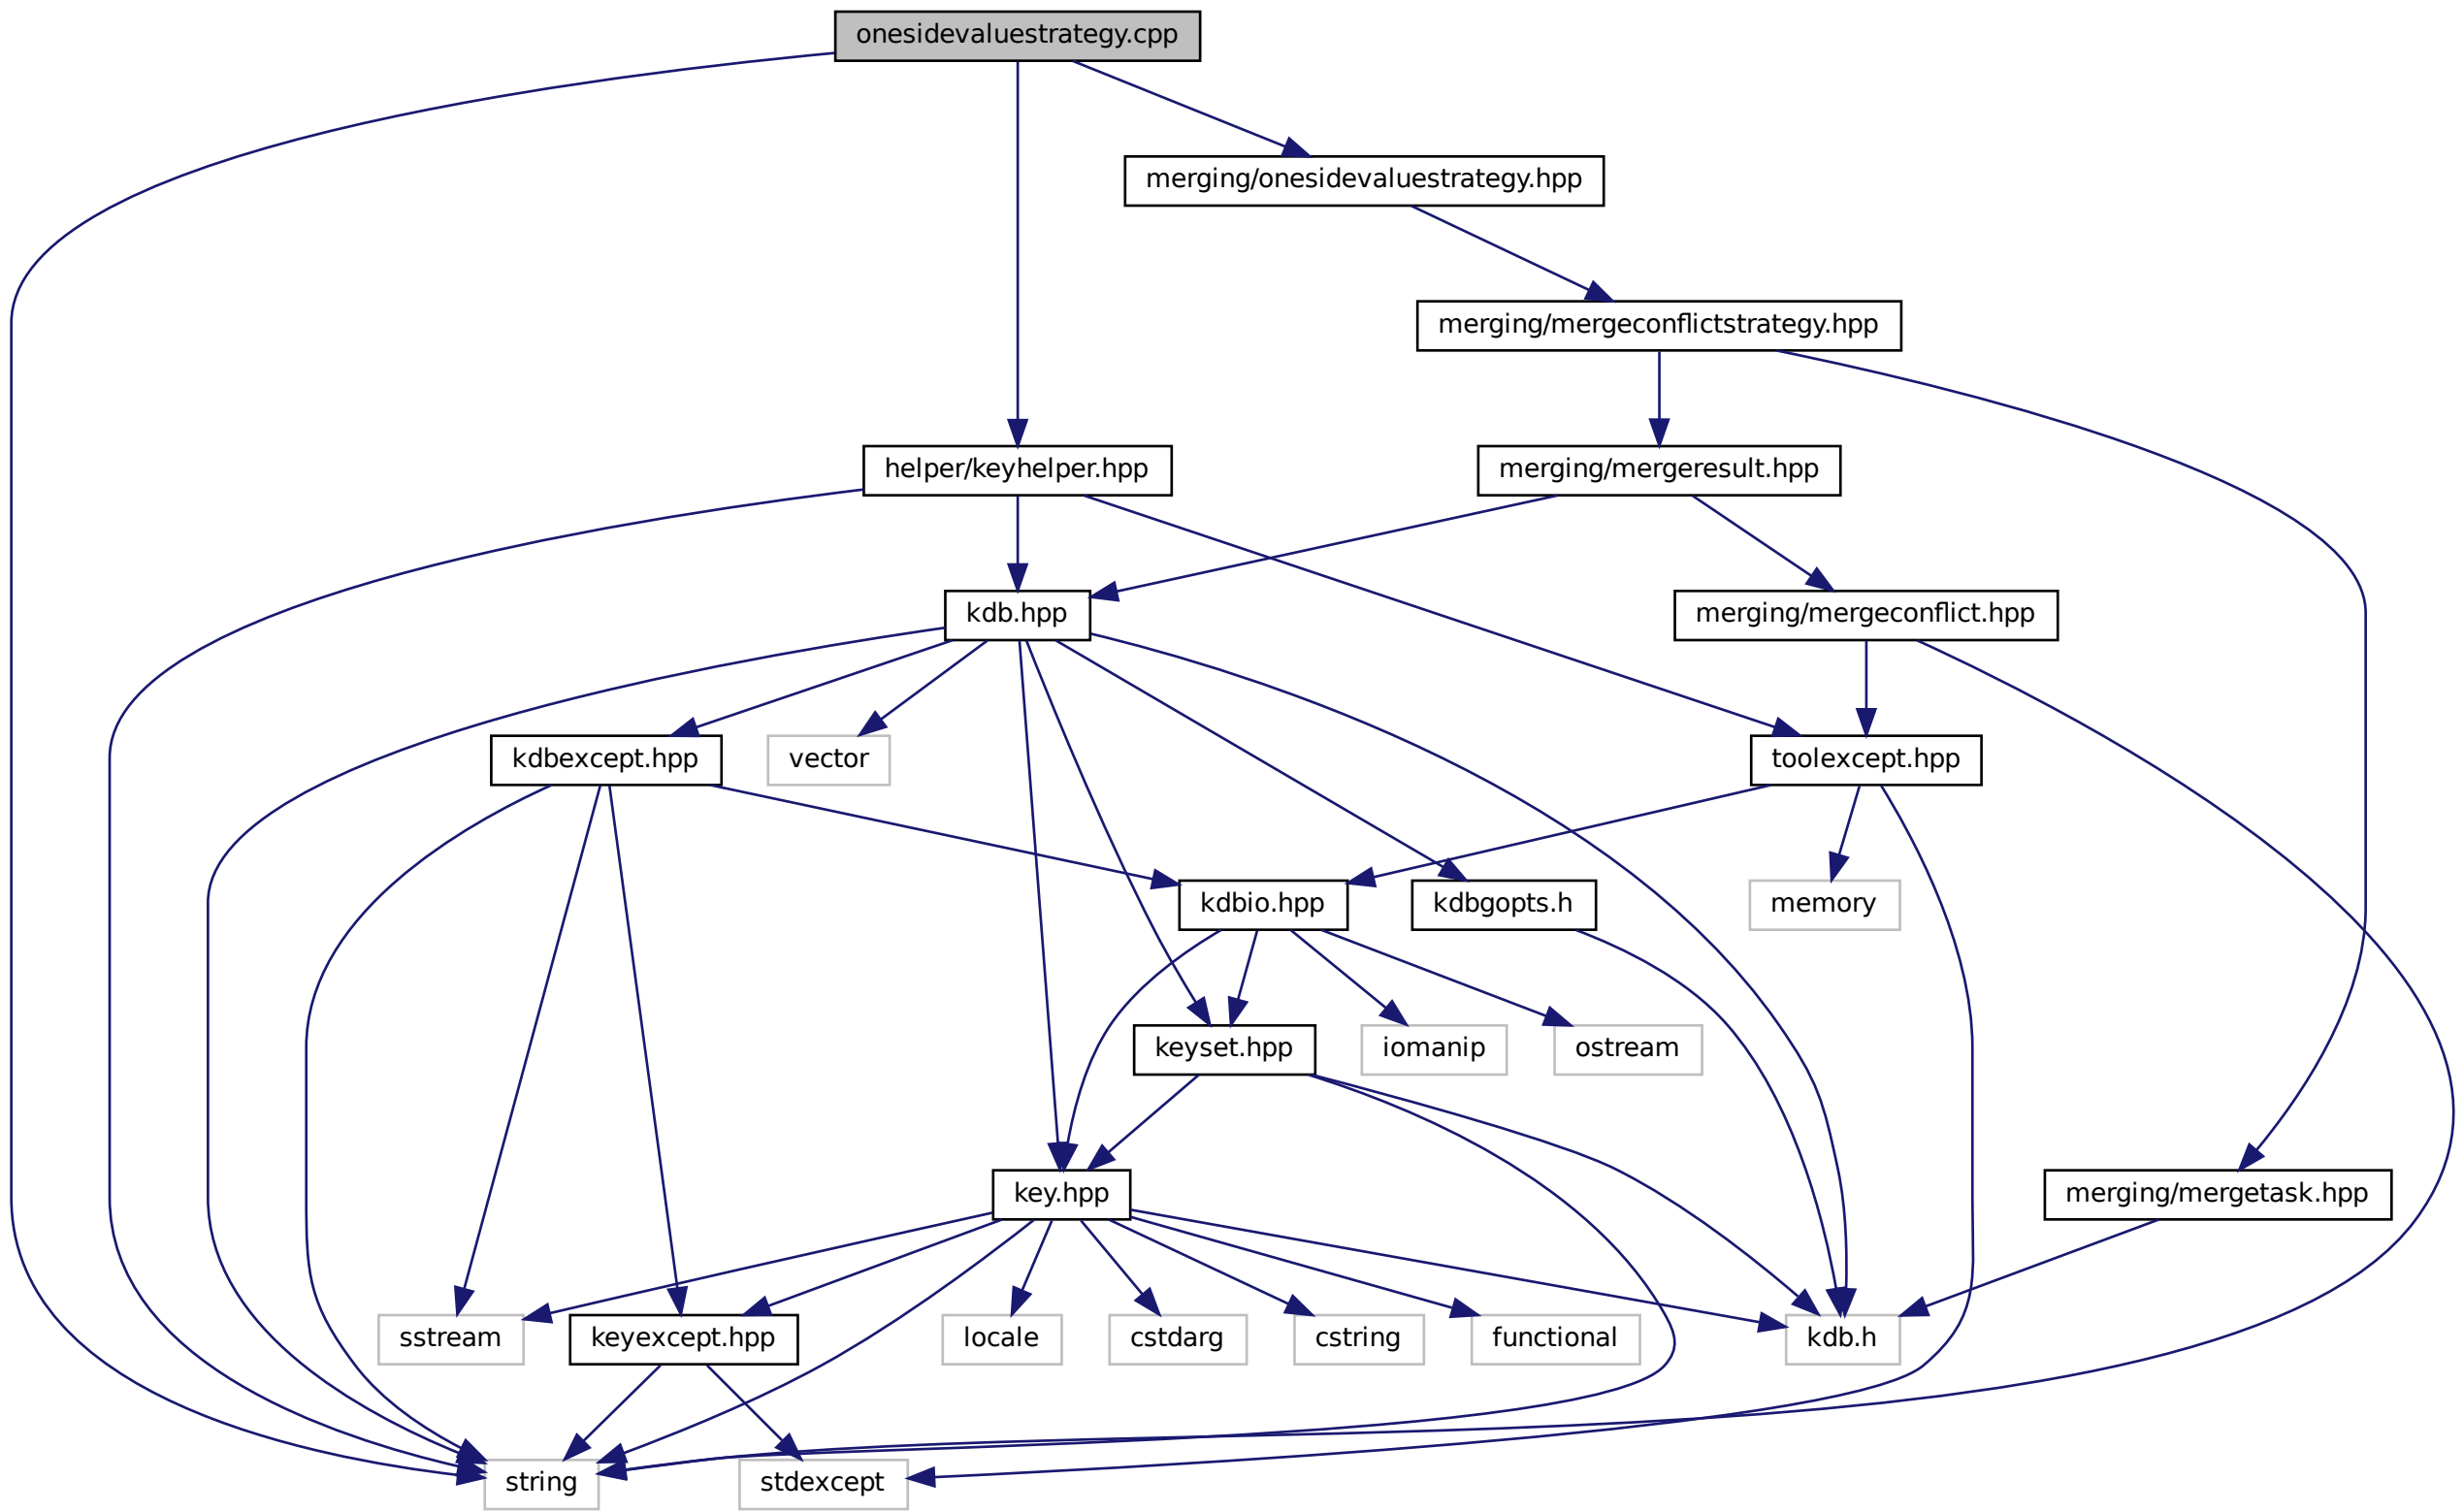 onesidevaluestrategy.cpp
merging/onesidevaluestrategy.hpp
merging/mergeconflictstrategy.hpp
helper/keyhelper.hpp
merging/mergeresult.hpp
kdb.hpp
merging/mergeconflict.hpp
kdbexcept.hpp
vector
toolexcept.hpp
kdbio.hpp
kdbgopts.h
memory
keyset.hpp
iomanip
ostream
key.hpp
merging/mergetask.hpp
sstream
keyexcept.hpp
locale
cstdarg
cstring
functional
kdb.h
string
stdexcept